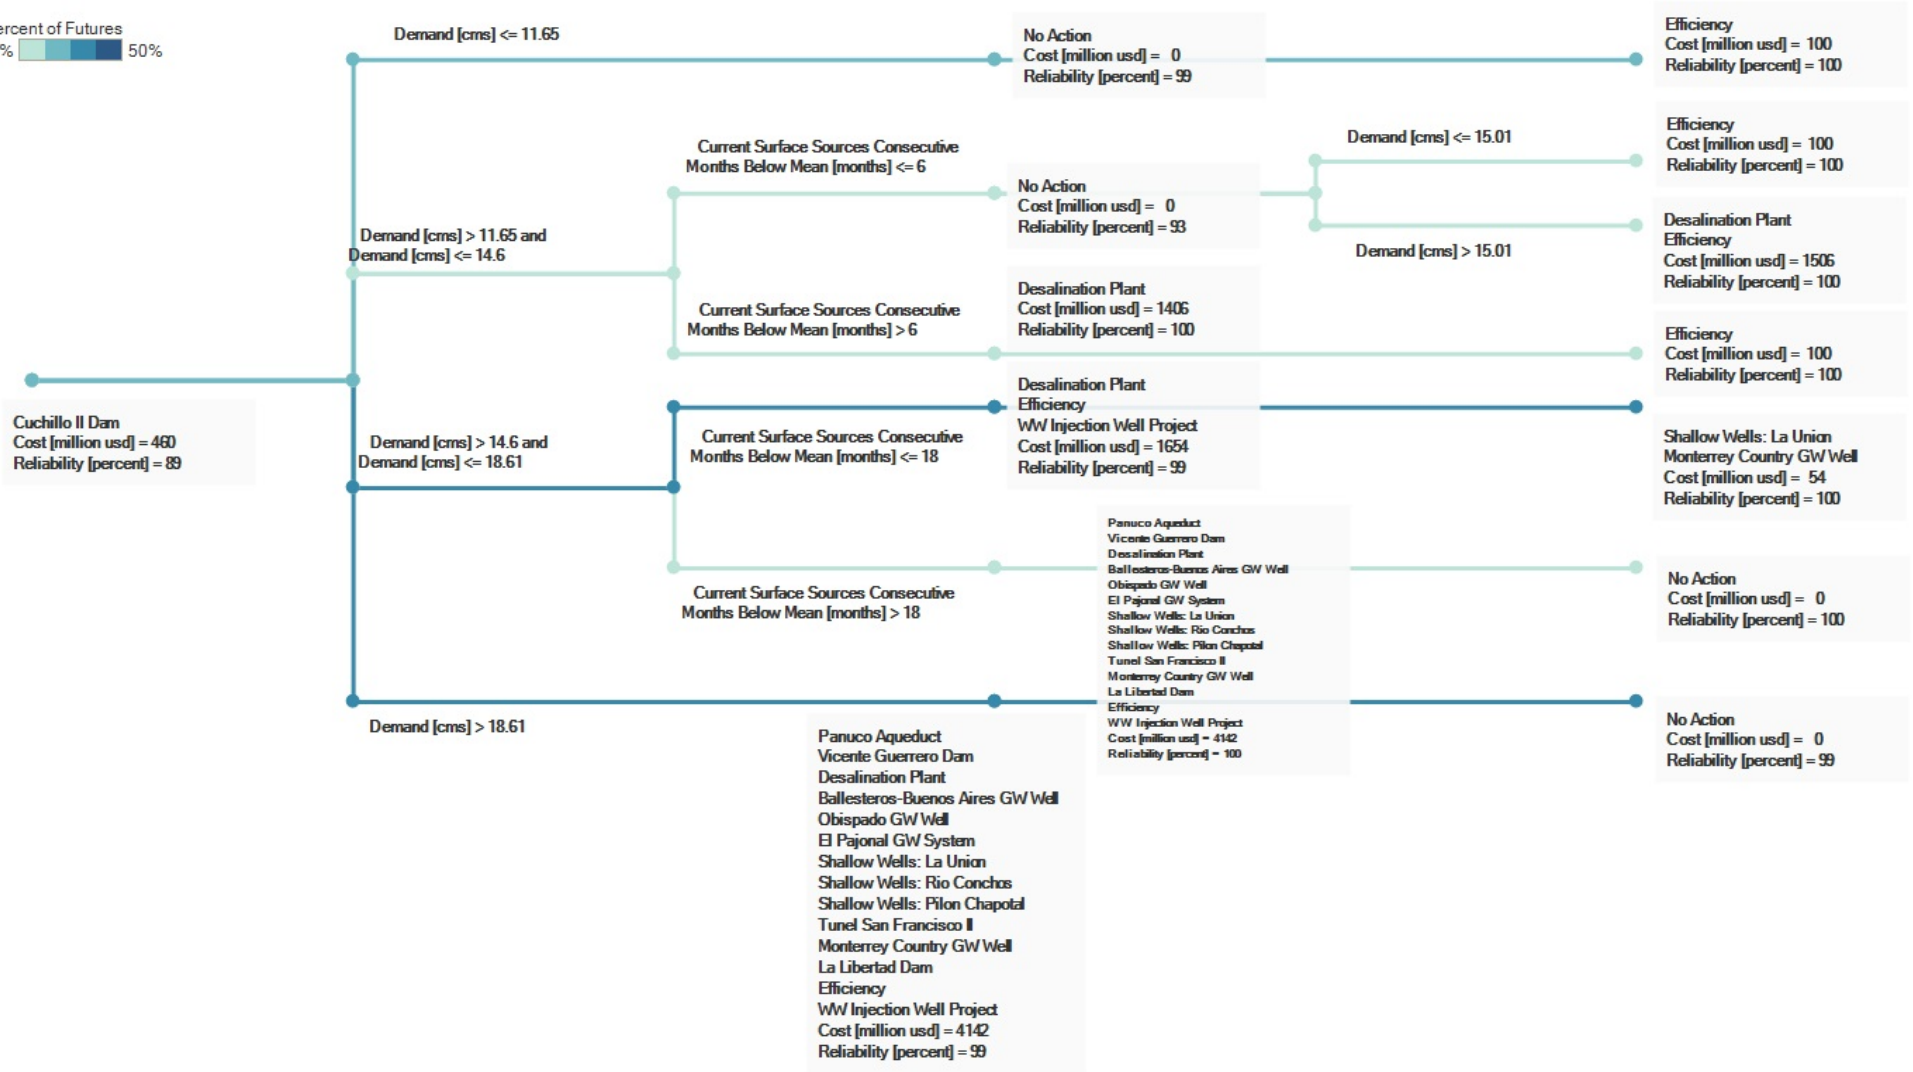 ercent of Futures
% 50%
Demand [cms] <= 11.65
No Action
Cost [million usd] = 0
Reliability [percent] = 99
Efficiency
Cost [million usd] = 100
Reliability [percent] = 100
Current Surface Sources Consecutive
Months Below Mean [months] <= 6
No Action
Cost [million usd] = 0
Reliability [percent] = 93
Demand [cms] <= 15.01
Efficiency
Cost [million usd] = 100
Reliability [percent] = 100
Demand [cms] > 15.01
Desalination Plant
Efficiency
Cost [million usd] = 1506
Reliability [percent] = 100
Demand [cms] > 11.65 and
Demand [cms] <= 14.6
Current Surface Sources Consecutive
Months Below Mean [months] > 6
Desalination Plant
Cost [million usd] = 1406
Reliability [percent] = 100
Efficiency
Cost [million usd] = 100
Reliability [percent] = 100
Cuchillo II Dam
Cost [million usd] = 460
Reliability [percent] = 89
Demand [cms] > 14.6 and
Demand [cms] <= 18.61
Current Surface Sources Consecutive
Months Below Mean [months] <= 18
Desalination Plant
Efficiency
WW Injection Well Project
Cost [million usd] = 1654
Reliability [percent] = 99
Shallow Wells: La Union
Monterrey Country GW Well
Cost [million usd] = 54
Reliability [percent] = 100
Current Surface Sources Consecutive
Months Below Mean [months] > 18
Panuco Aqueduct
Vicente Guerrero Dam
Desalination Plant
Ballesteros-Buenos Aires GW Well
Obispado GW Well
El Pajonal GW System
Shallow Wells: La Union
Shallow Wells: Rio Conchos
Shallow Wells: Pilon Chapotal
Tunel San Francisco II
Monterrey Country GW Well
La Libertad Dam
Efficiency
WW Injection Well Project
Cost [million usd] = 4142
Reliability [percent] = 100
No Action
Cost [million usd] = 0
Reliability [percent] = 100
Demand [cms] > 18.61
Panuco Aqueduct
Vicente Guerrero Dam
Desalination Plant
Ballesteros-Buenos Aires GW Well
Obispado GW Well
El Pajonal GW System
Shallow Wells: La Union
Shallow Wells: Rio Conchos
Shallow Wells: Pilon Chapotal
Tunel San Francisco II
Monterrey Country GW Well
La Libertad Dam
Efficiency
WW Injection Well Project
Cost [million usd] = 4142
Reliability [percent] = 99
No Action
Cost [million usd] = 0
Reliability [percent] = 99